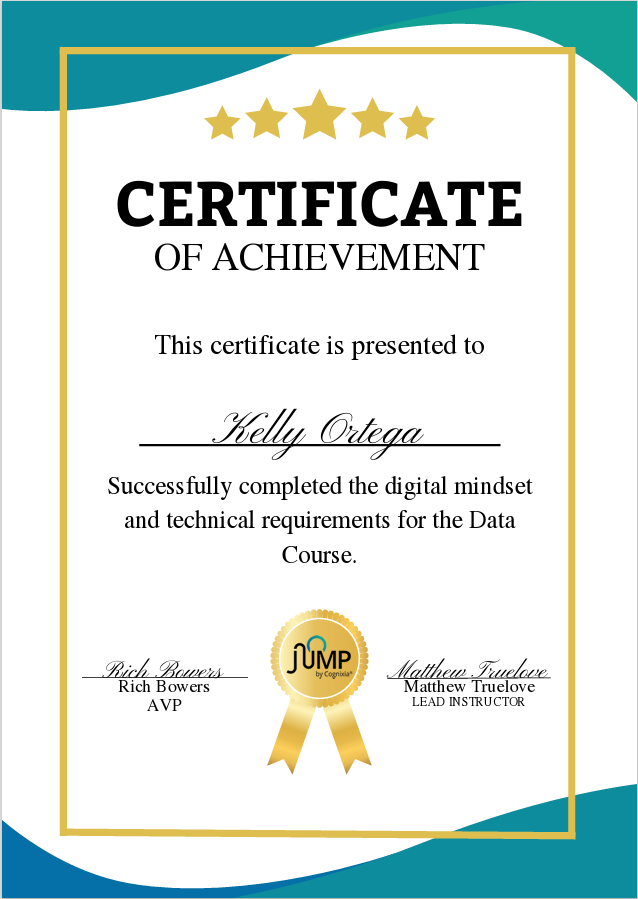 CERTIFICATE
OF ACHIEVEMENT
This certificate is presented to
Kelly Ortega
Successfully completed the digital mindset
and technical requirements for the Data
Course.
JUMP
by Cognixia®
Rich Bowers
Rich Bowers
AVP
Matthew Truelove
Matthew Truelove
LEAD INSTRUCTOR